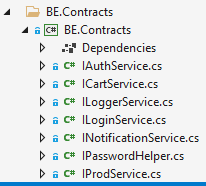 BE.Contracts
C# BE.Contracts
Dependencies
C# IAuthService.cs
C# ICartService.cs
C# ILoggerService.cs
C# ILoginService.cs
C# INotificationService.cs
C# IPasswordHelper.cs
C# IProdService.cs